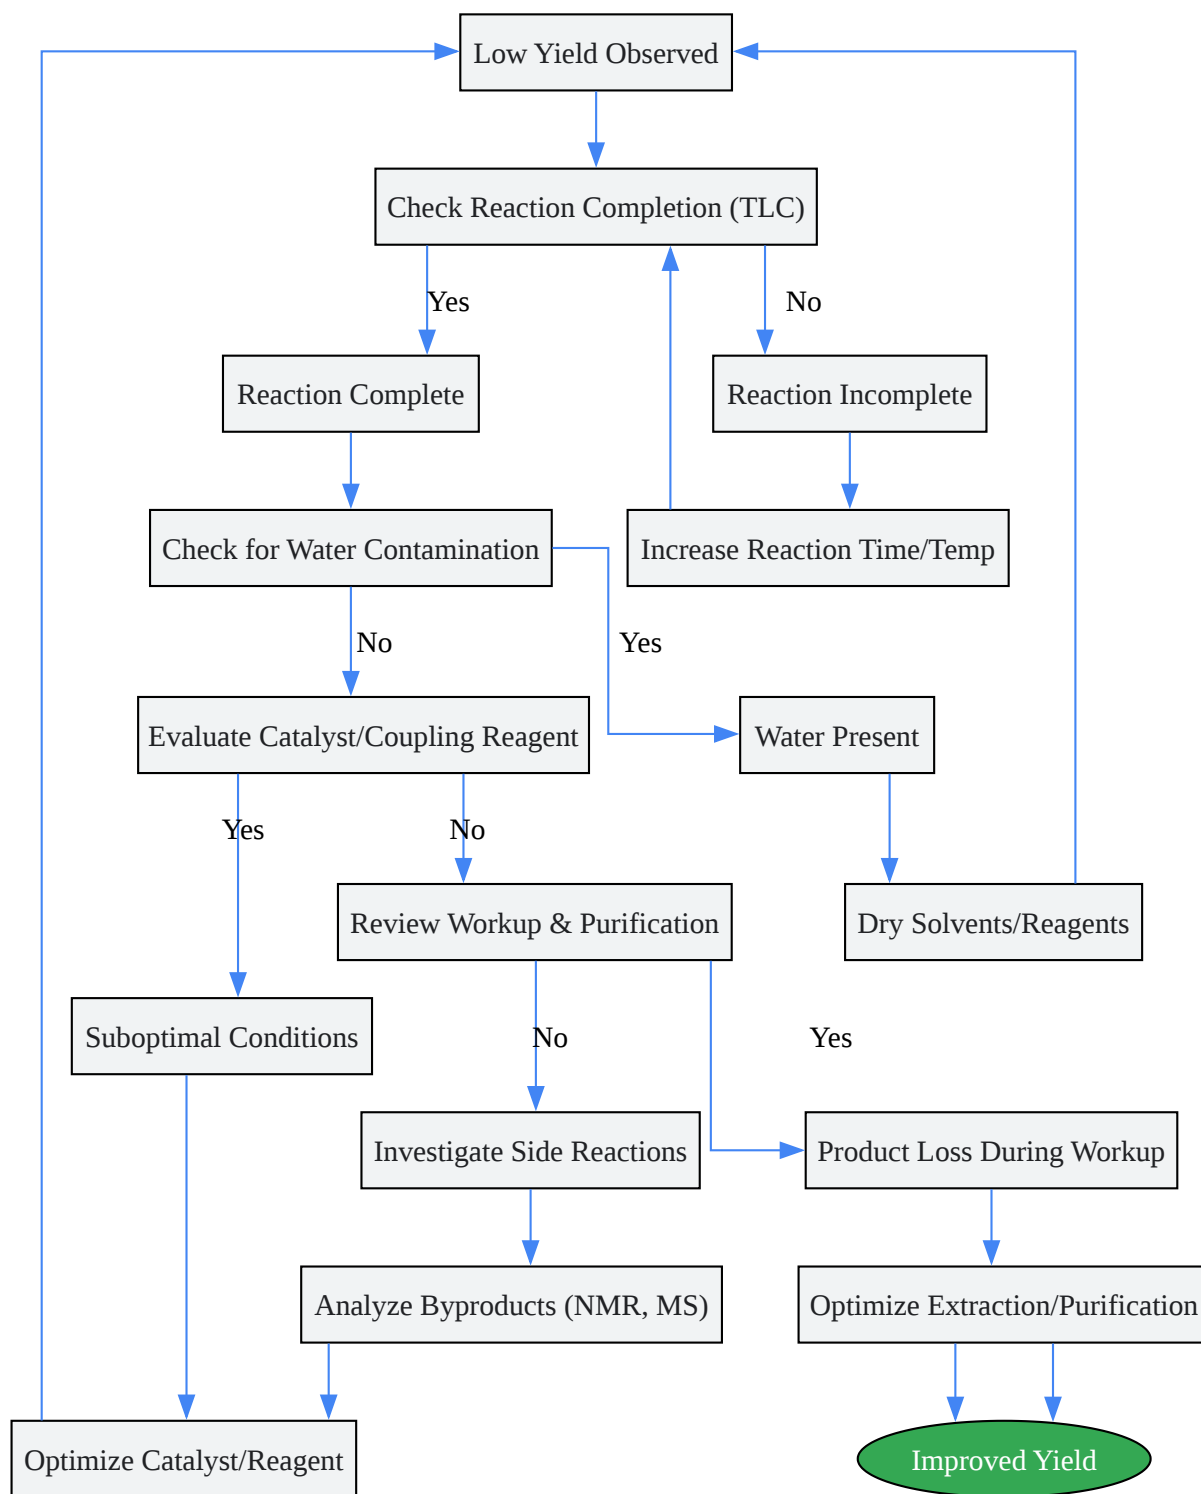 Low Yield Observed
Check Reaction Completion (TLC)
Yes
No
Reaction Complete
Reaction Incomplete
Check for Water Contamination
Increase Reaction Time/Temp
No
Yes
Evaluate Catalyst/Coupling Reagent
Water Present
Yes
No
Review Workup & Purification
Dry Solvents/Reagents
Suboptimal Conditions
No
Yes
Investigate Side Reactions
Product Loss During Workup
Analyze Byproducts (NMR, MS)
Optimize Extraction/Purification
Optimize Catalyst/Reagent
Improved Yield